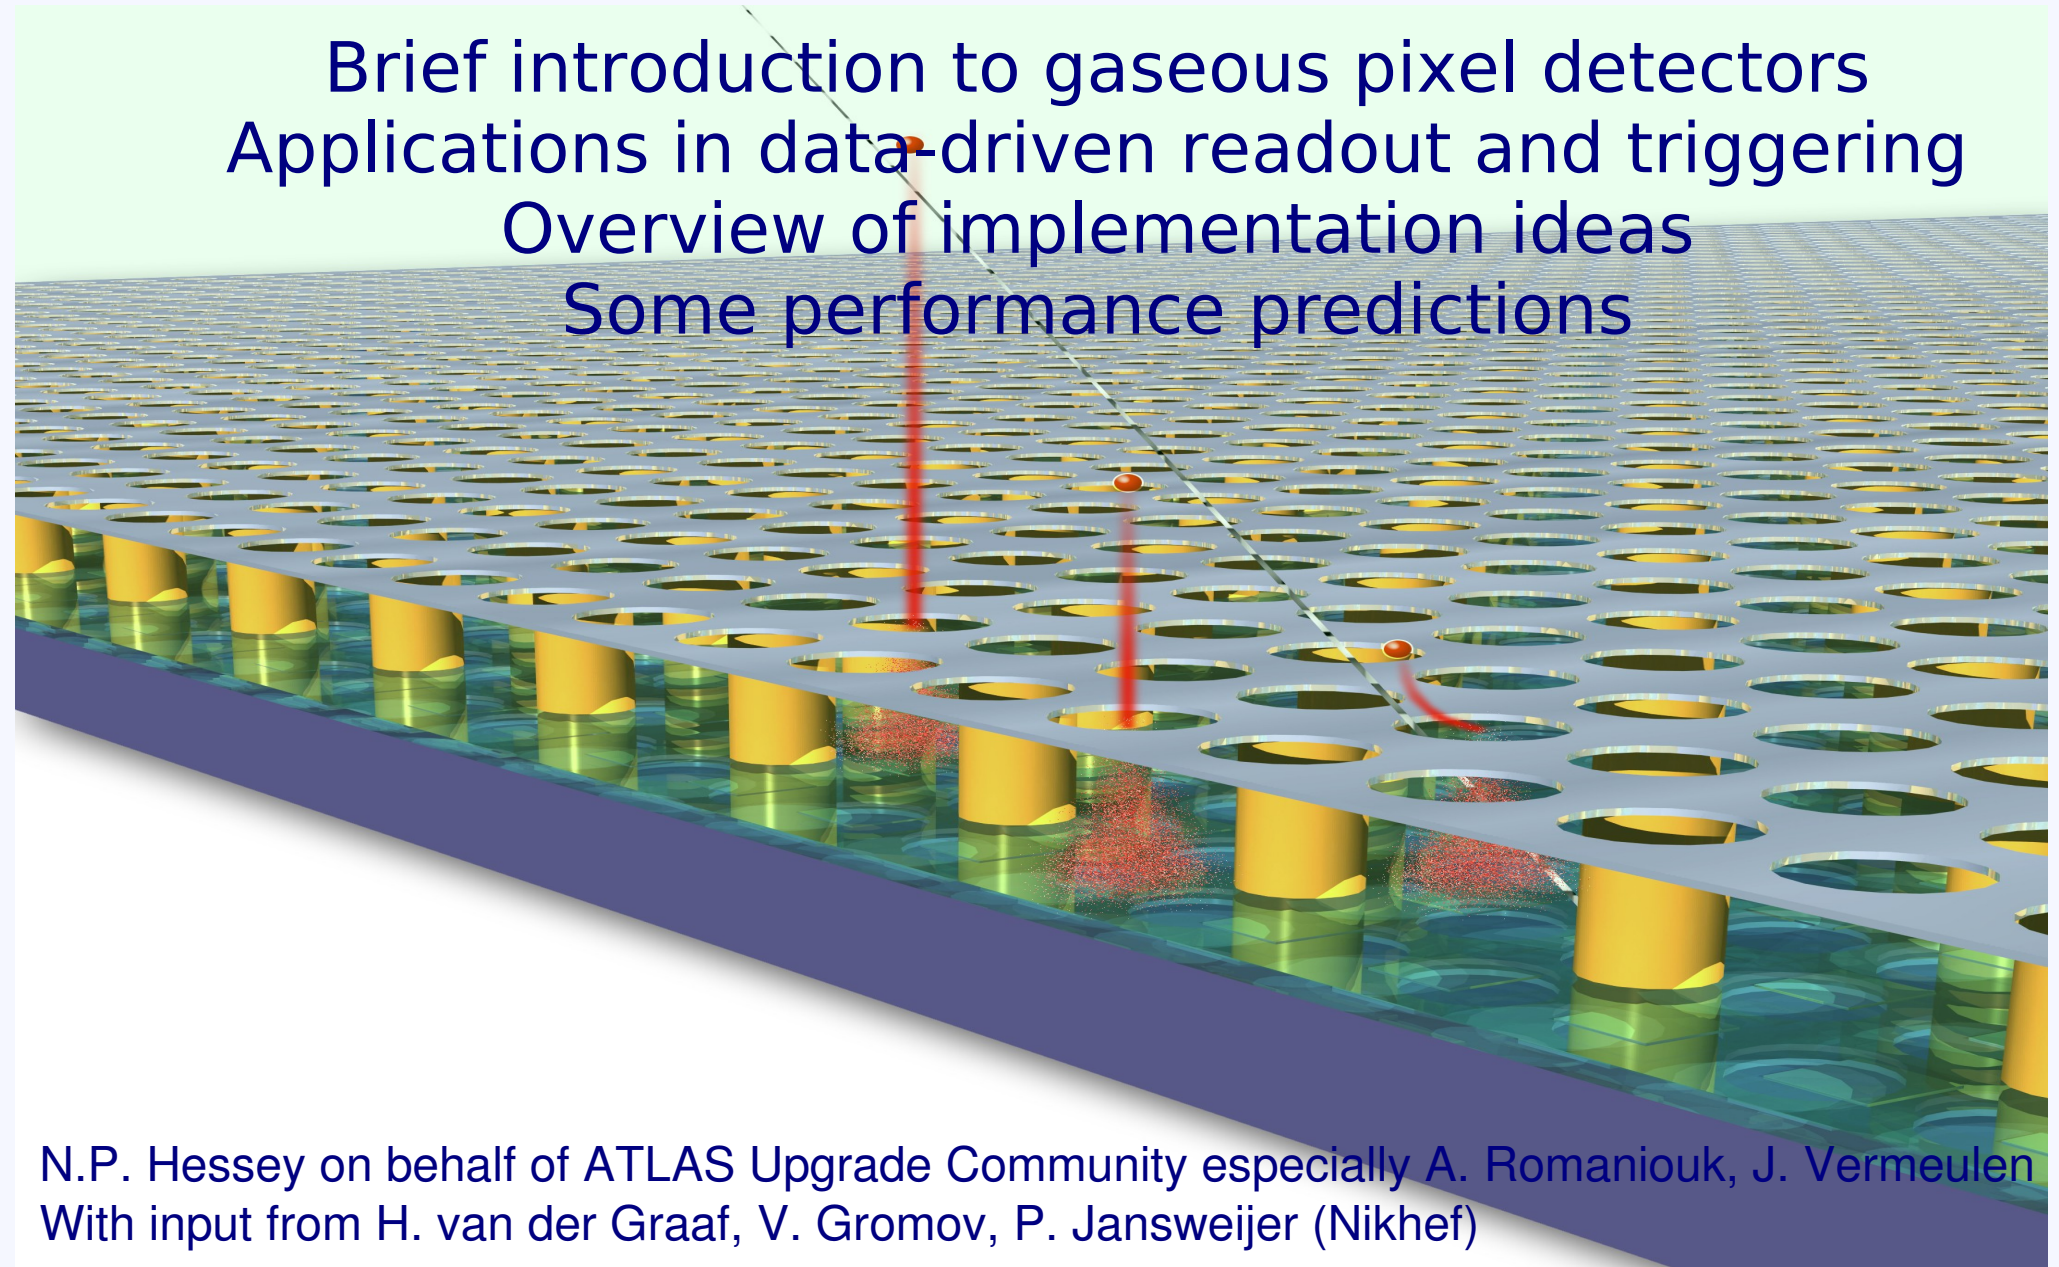 Brief introduction to gaseous pixel detectors
Applications in data-driven readout and triggering
Overview of implementation ideas
Some performance predictions
N.P. Hessey on behalf of ATLAS Upgrade Community especially A. Romaniouk, J. Vermeulen
With input from H. van der Graaf, V. Gromov, P. Jansweijer (Nikhef)